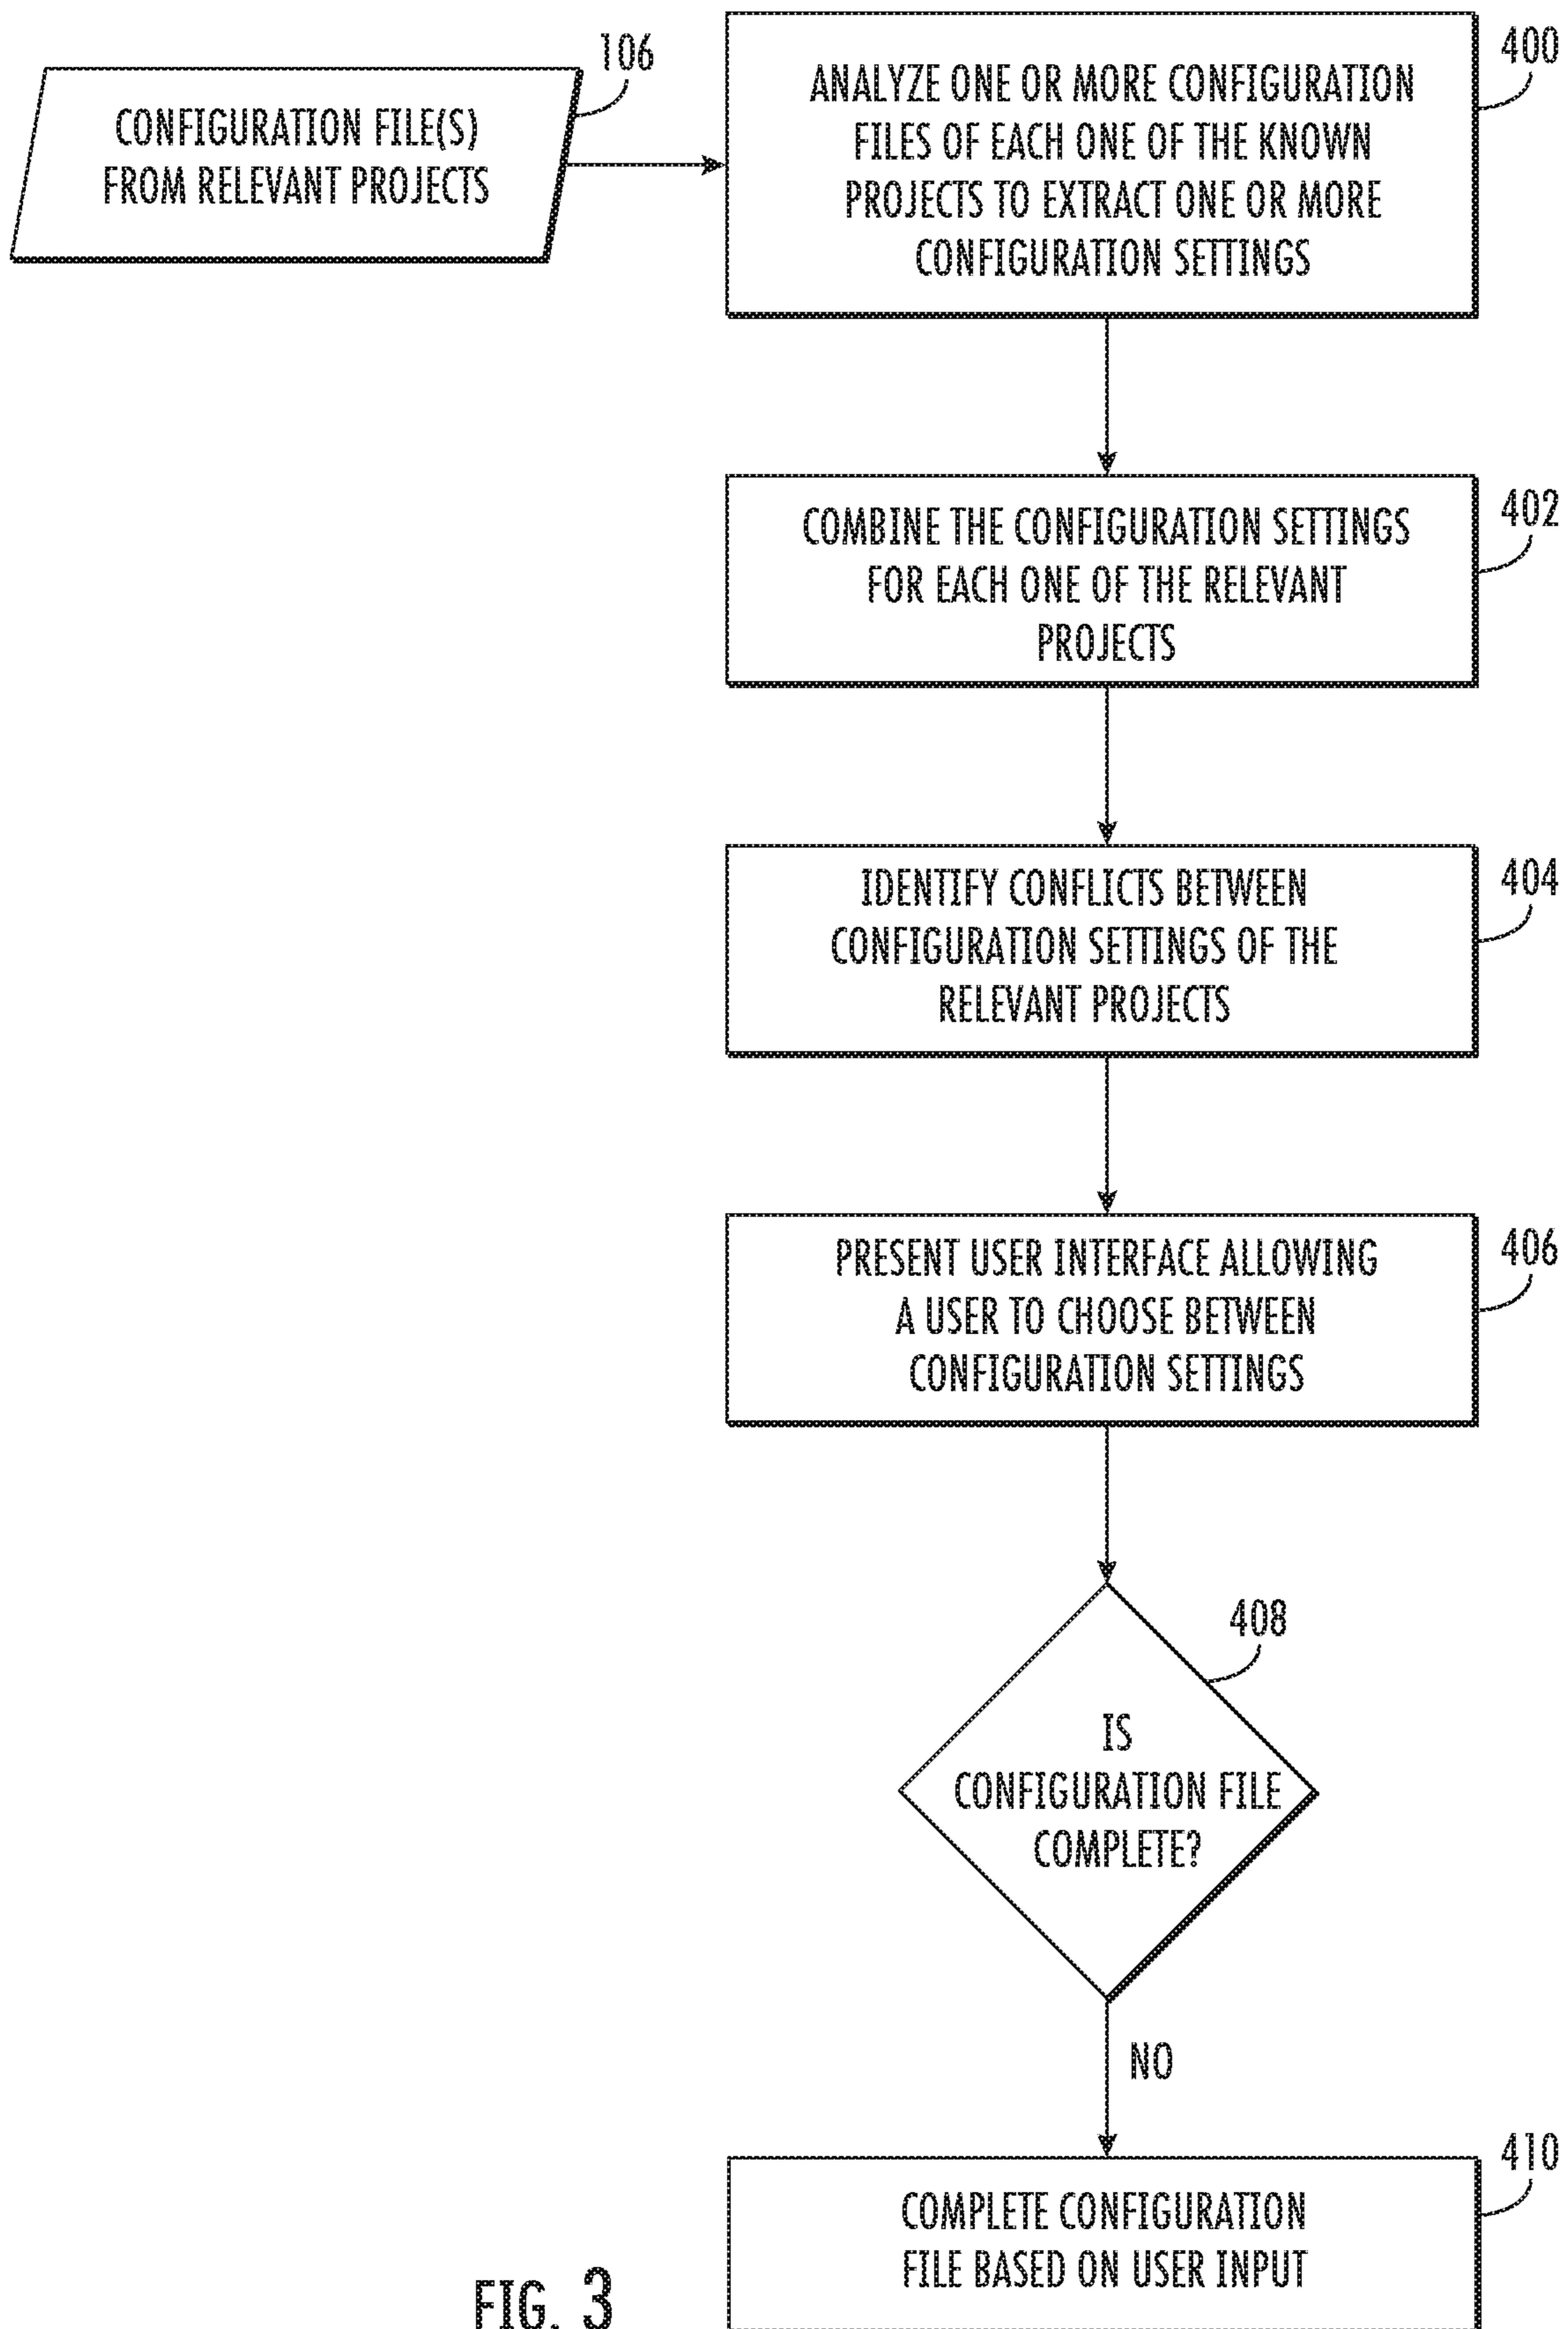 106
CONFIGURATION FILE(S)
FROM RELEVANT PROJECTS
400
ANALYZE ONE OR MORE CONFIGURATION
FILES OF EACH ONE OF THE KNOWN
PROJECTS TO EXTRACT ONE OR MORE
CONFIGURATION SETTINGS
402
COMBINE THE CONFIGURATION SETTINGS
FOR EACH ONE OF THE RELEVANT
PROJECTS
404
IDENTIFY CONFLICTS BETWEEN
CONFIGURATION SETTINGS OF THE
RELEVANT PROJECTS
406
PRESENT USER INTERFACE ALLOWING
A USER TO CHOOSE BETWEEN
CONFIGURATION SETTINGS
408
IS
CONFIGURATION FILE
COMPLETE?
NO
410
COMPLETE CONFIGURATION
FILE BASED ON USER INPUT
FIG. 3